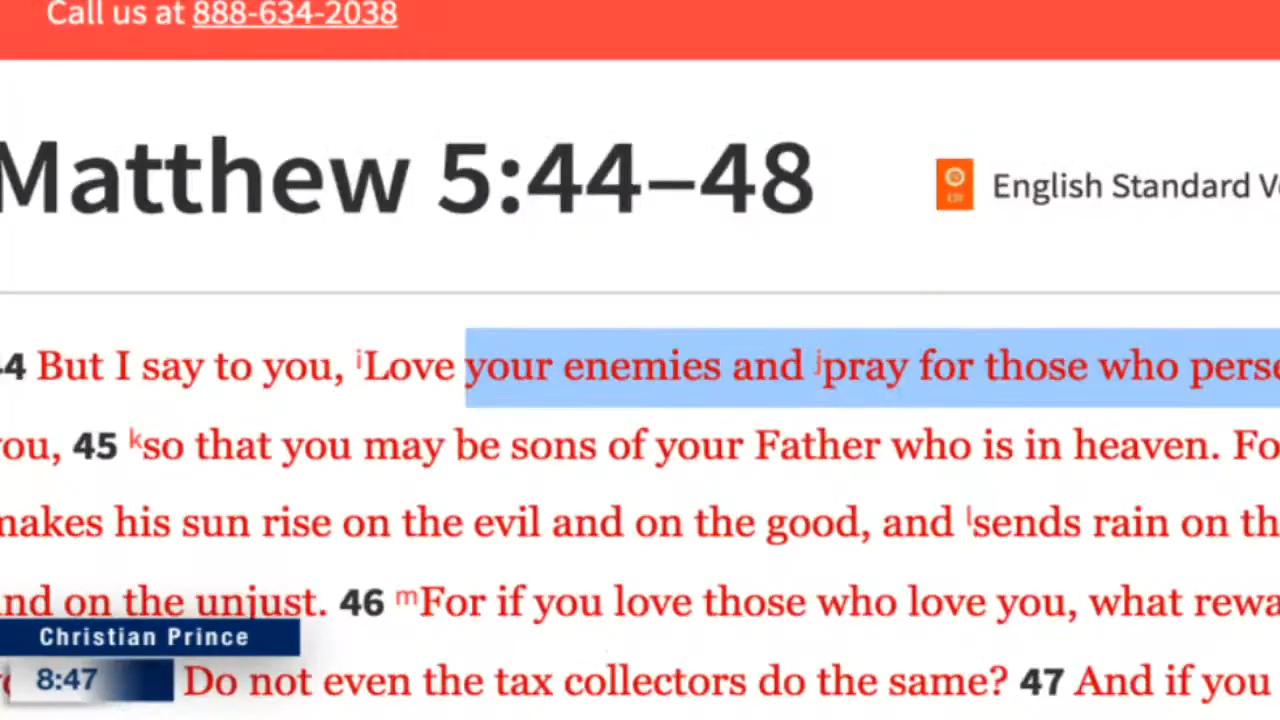 Call us at 888-634-2038
Matthew 5:44–48
English Standard
44 But I say to you, iLove your enemies and jpray for those who perse
you, 45 kso that you may be sons of your Father who is in heaven. Fo
makes his sun rise on the evil and on the good, and lsends rain on th
and on the unjust. 46 mFor if you love those who love you, what rewa
Christian Prince
8:47
Do not even the tax collectors do the same? 47 And if you